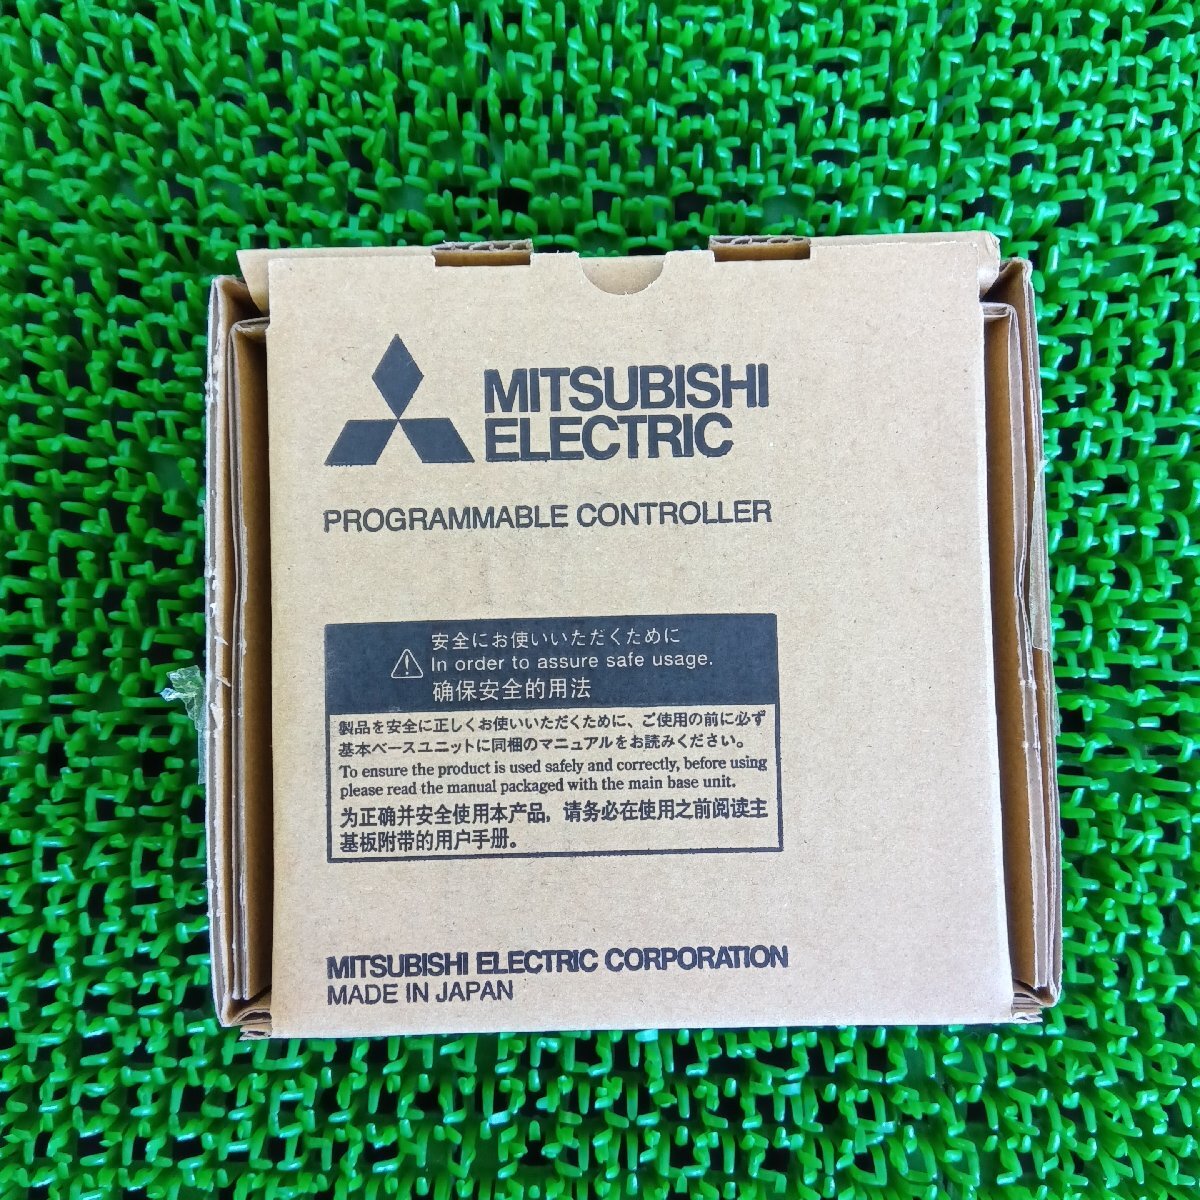 MITSUBISHI
ELECTRIC
PROGRAMMABLE CONTROLLER
安全にお使いいただくために
In order to assure safe usage.
确保安全的用法
製品を安全に正しくお使いいただくために、ご使用の前に必ず
基本ベースユニットに同梱のマニュアルをお読みください。
To ensure the product is used safely and correctly, before using
please read the manual packaged with the main base unit.
为正确并安全使用本产品，请务必在使用之前阅读主
基板附带的用户手册。
MITSUBISHI ELECTRIC CORPORATION
MADE IN JAPAN